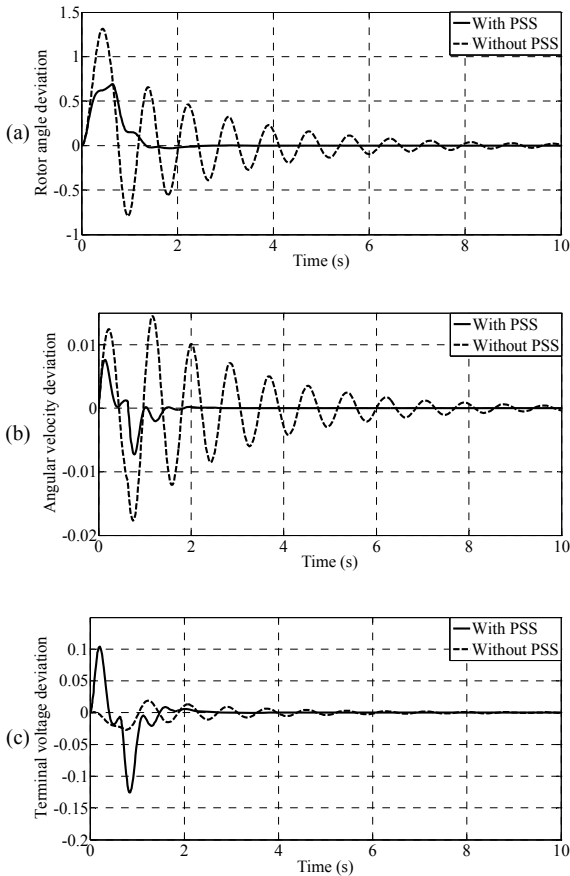 1.5
With PSS
Without PSS
1
0.5
0
-0.5
-1
Rotor angle deviation
(a)
0 2 4 6 8 10
Time (s)
With PSS
Without PSS
0.01
0
-0.01
-0.02
Angular velocity deviation
(b)
0 2 4 6 8 10
Time (s)
With PSS
Without PSS
0.1
0.05
0
-0.05
-0.1
-0.15
-0.2
Terminal voltage deviation
(c)
0 2 4 6 8 10
Time (s)